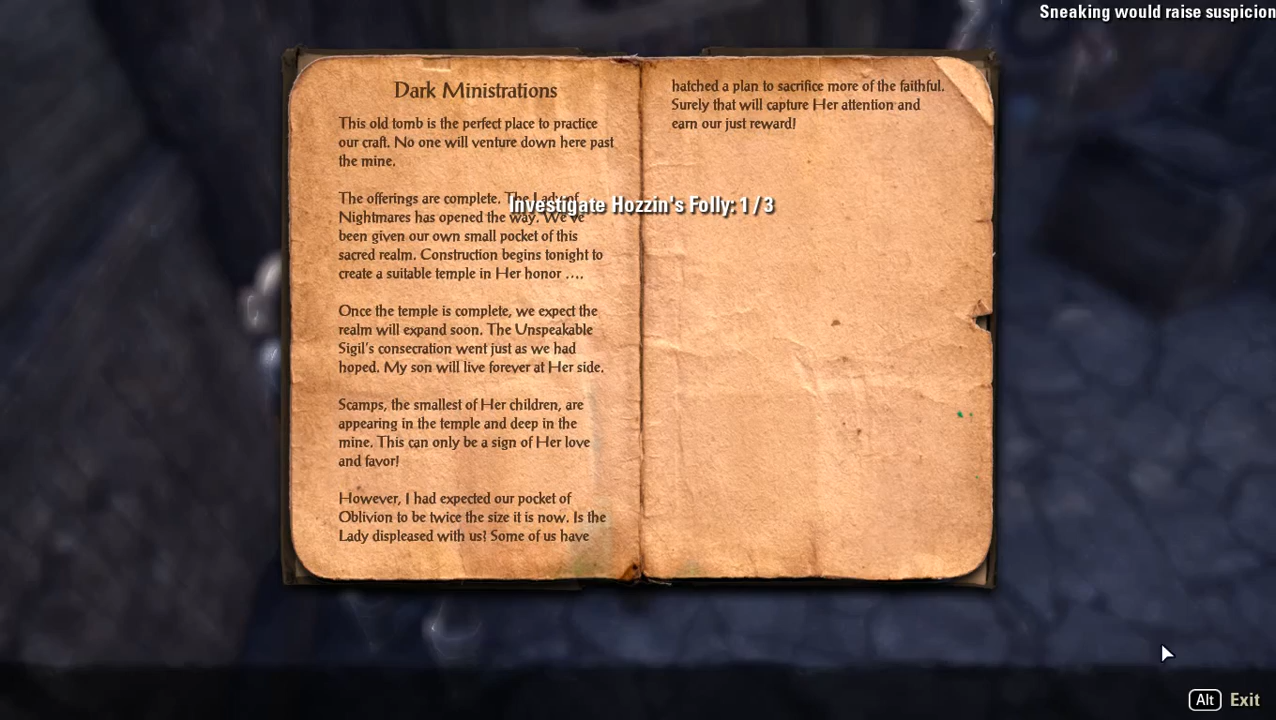 Sneaking would raise suspicion
Dark Ministrations
This old tomb is the perfect place to practice
our craft. No one will venture down here past
the mine.
The offerings are complete. The Lady of
Nightmares has opened the way. We've
been given our own small pocket of this
sacred realm. Construction begins tonight to
create a suitable temple in Her honor ....
Once the temple is complete, we expect the
realm will expand soon. The Unspeakable
Sigil's consecration went just as we had
hoped. My son will live forever at Her side.
Scamps, the smallest of Her children, are
appearing in the temple and deep in the
mine. This can only be a sign of Her love
and favor!
However, I had expected our pocket of
Oblivion to be twice the size it is now. Is the
Lady displeased with us? Some of us have
hatched a plan to sacrifice more of the faithful.
Surely that will capture Her attention and
earn our just reward!
Investigate Hozzin's Folly: 1/3
Alt Exit